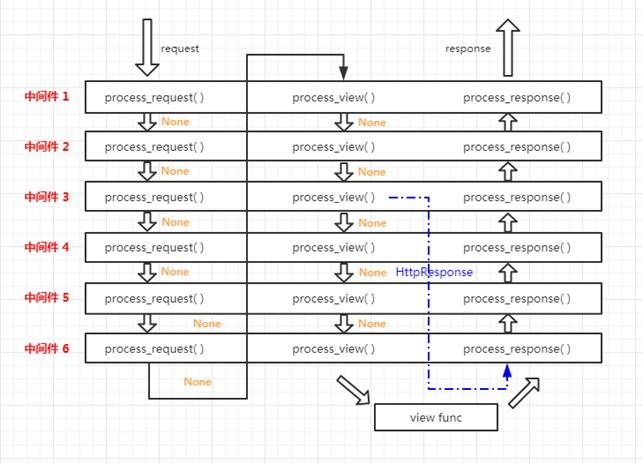 request response
中间件 1 process_request( ) process_view( ) process_response( )
None None
中间件 2 process_request( ) process_view( ) process_response( )
None None
中间件 3 process_request( ) process_view( ) process_response( )
None None
中间件 4 process_request( ) process_view( ) process_response( )
None None HttpResponse
中间件 5 process_request( ) process_view( ) process_response( )
None None
中间件 6 process_request( ) process_view( ) process_response( )
None
view func